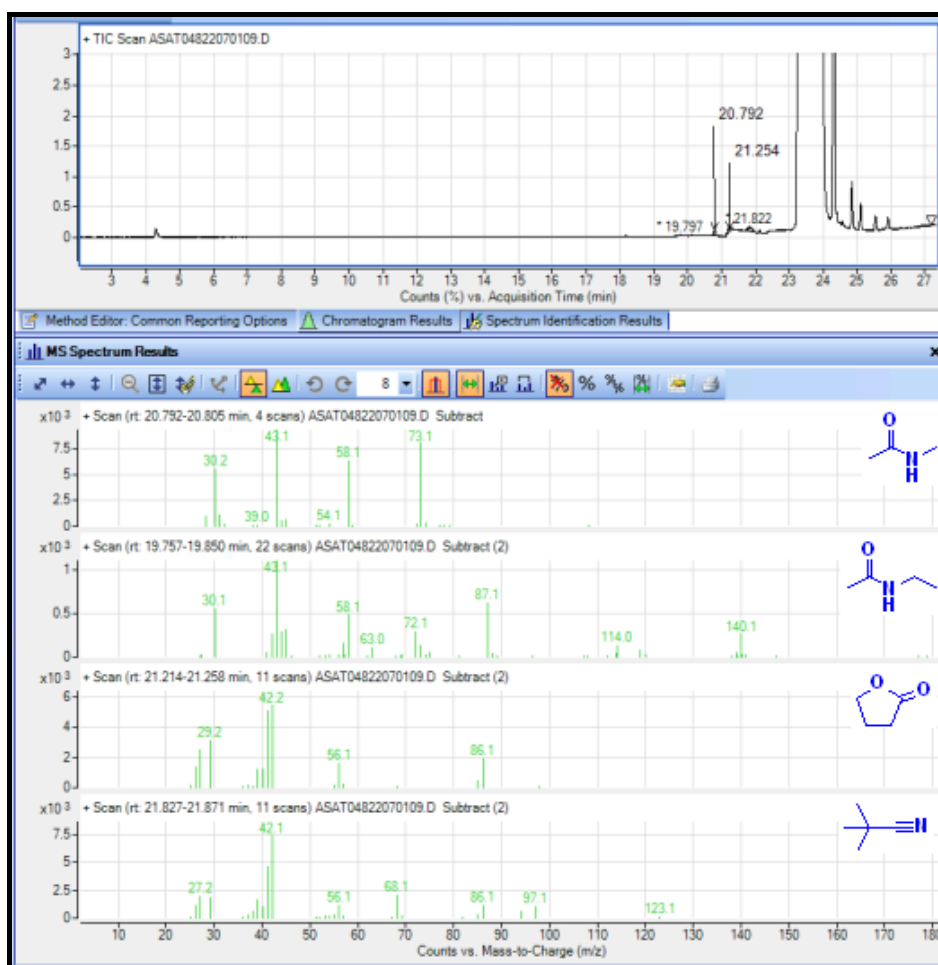 + TIC Scan ASAT04822070109.D
3
2.5
2
1.5
1
0.5
0
20.792
21.254
* 19.797
* 21.822
3 4 5 6 7 8 9 10 11 12 13 14 15 16 17 18 19 20 21 22 23 24 25 26 27
Counts (%) vs. Acquisition Time (min)
Method Editor: Common Reporting Options Chromatogram Results Spectrum Identification Results
MS Spectrum Results
8 %
x10 3 + Scan (rt: 20.792-20.805 min, 4 scans) ASAT04822070109.D Subtract
7.5
5
2.5
0
30.2 39.0 43.1 54.1 58.1 73.1
O
N
H
x10 3 + Scan (rt: 19.757-19.850 min, 22 scans) ASAT04822070109.D Subtract (2)
1
0.5
0
30.1 43.1 58.1 63.0 72.1 87.1 114.0 140.1
O
N
H
x10 3 + Scan (rt: 21.214-21.258 min, 11 scans) ASAT04822070109.D Subtract (2)
6
4
2
0
29.2 42.2 56.1 86.1
O O
x10 3 + Scan (rt: 21.827-21.871 min, 11 scans) ASAT04822070109.D Subtract (2)
7.5
5
2.5
0
27.2 42.1 56.1 68.1 86.1 97.1 123.1
N
10 20 30 40 50 60 70 80 90 100 110 120 130 140 150 160 170 180
Counts vs. Mass-to-Charge (m/z)